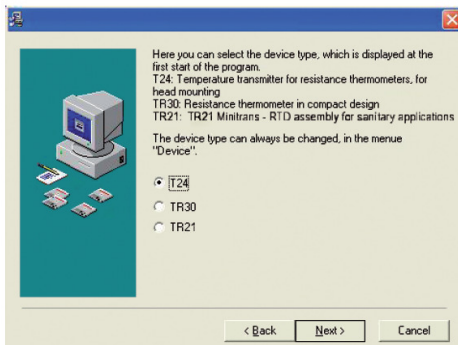 Here you can select the device type, which is displayed at the
first start of the program.
T24: Temperature transmitter for resistance thermometers, for
head mounting
TR30: Resistance thermometer in compact design
TR21: TR21 Minitrans - RTD assembly for sanitary applications
The device type can always be changed, in the menue
"Device".
T24
TR30
TR21
< Back
Next >
Cancel